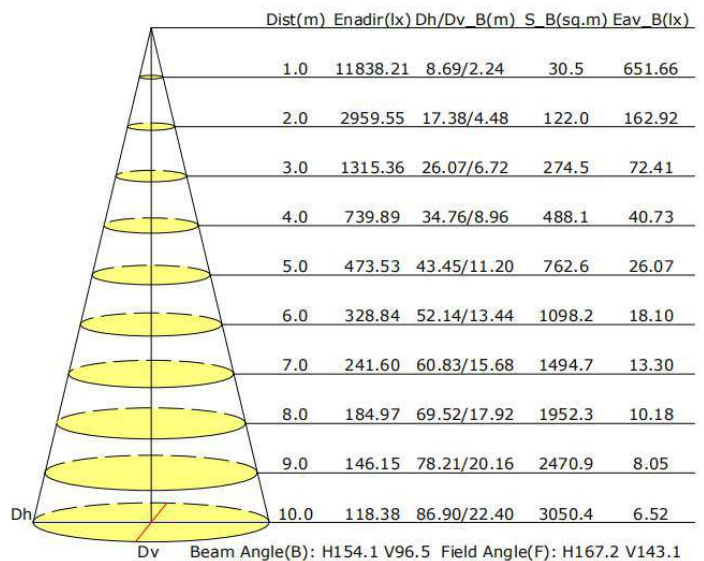 Dist(m) Enadir(lx) Dh/Dv_B(m) S_B(sq.m) Eav_B(lx)
1.0 11838.21 8.69/2.24 30.5 651.66
2.0 2959.55 17.38/4.48 122.0 162.92
3.0 1315.36 26.07/6.72 274.5 72.41
4.0 739.89 34.76/8.96 488.1 40.73
5.0 473.53 43.45/11.20 762.6 26.07
6.0 328.84 52.14/13.44 1098.2 18.10
7.0 241.60 60.83/15.68 1494.7 13.30
8.0 184.97 69.52/17.92 1952.3 10.18
9.0 146.15 78.21/20.16 2470.9 8.05
Dh 10.0 118.38 86.90/22.40 3050.4 6.52
Dv Beam Angle(B): H154.1 V96.5 Field Angle(F): H167.2 V143.1